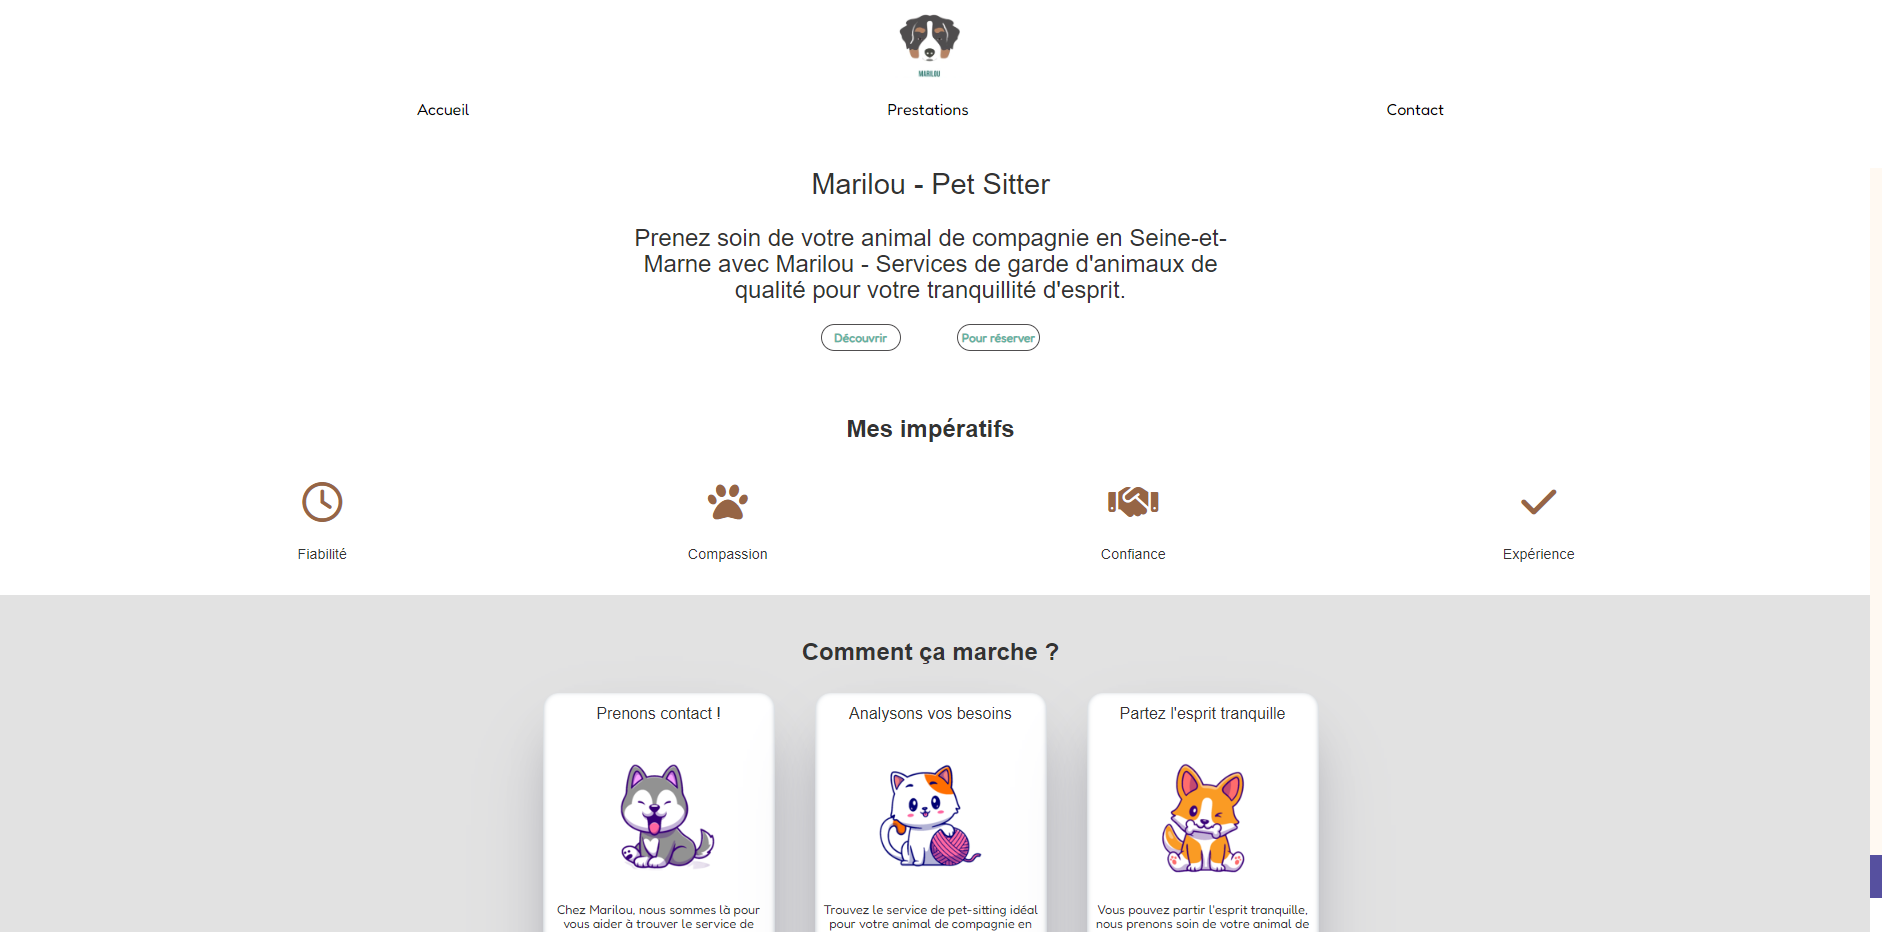 MARILOU
Accueil Prestations Contact
Marilou - Pet Sitter
Prenez soin de votre animal de compagnie en Seine-et-
Marne avec Marilou - Services de garde d'animaux de
qualité pour votre tranquillité d'esprit.
Découvrir Pour réserver
Mes impératifs
Fiabilité Compassion Confiance Expérience
Comment ça marche ?
Prenons contact !
Chez Marilou, nous sommes là pour
vous aider à trouver le service de
Analysons vos besoins
Trouvez le service de pet-sitting idéal
pour votre animal de compagnie en
Partez l'esprit tranquille
Vous pouvez partir l'esprit tranquille,
nous prenons soin de votre animal de